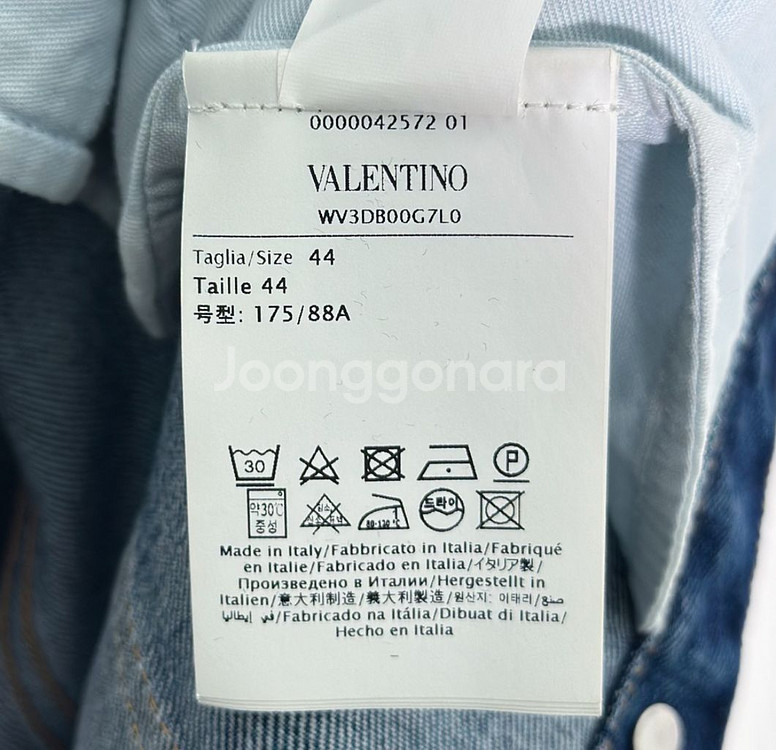 0000042572 01
VALENTINO
WV3DB00G7L0
Taglia/Size 44
Taille 44
号型: 175/88A
Joonggonara
30
P
약30℃
중성
드라이
Made in Italy/Fabbricato in Italia/Fabriqué
en Italie/Fabricado en Italia/イタリア製/
Произведено в Италии/Hergestellt in
Italien/意大利制造/義大利製造/원산지: 이태리/صنع
في إيطاليا/Fabricado na Itália/Dibuat di Italia/
Hecho en Italia